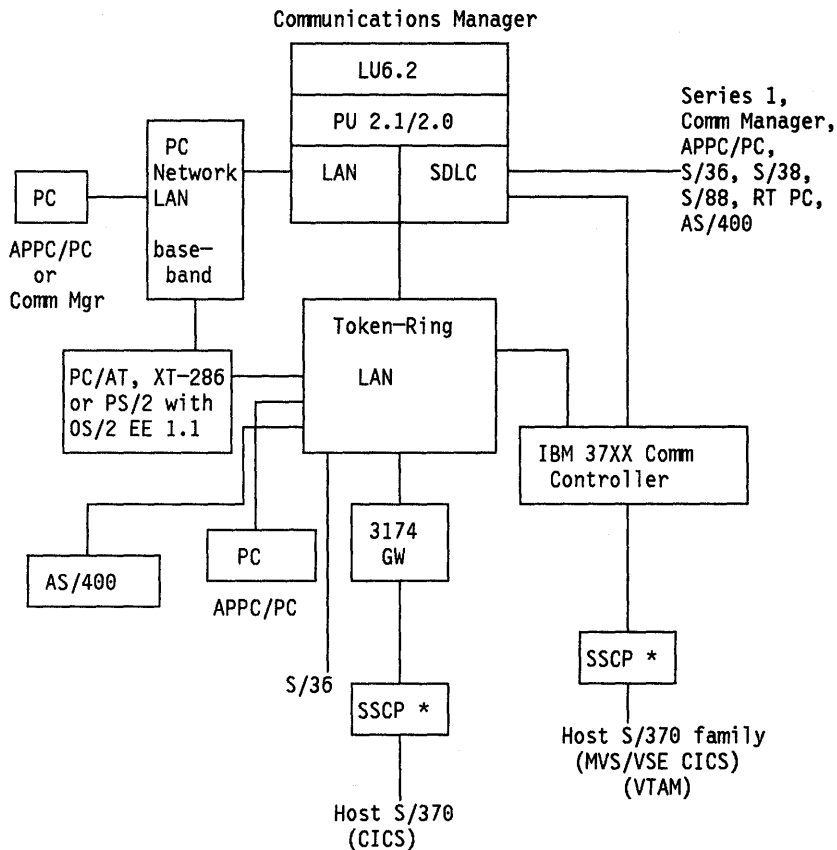 Communications Manager
LU6.2
PU 2.1/2.0
LAN
SDLC
Series 1,
Comm Manager,
APPC/PC,
S/36, S/38,
S/88, RT PC,
AS/400
PC
Network
LAN
base—
band
PC
APPC/PC
or
Comm Mgr
Token—Ring
LAN
PC/AT, XT—286
or PS/2 with
OS/2 EE 1.1
IBM 37XX Comm
Controller
3174
GW
PC
APPC/PC
AS/400
S/36
SSCP *
SSCP *
Host S/370 family
(MVS/VSE CICS)
(VTAM)
Host S/370
(CICS)